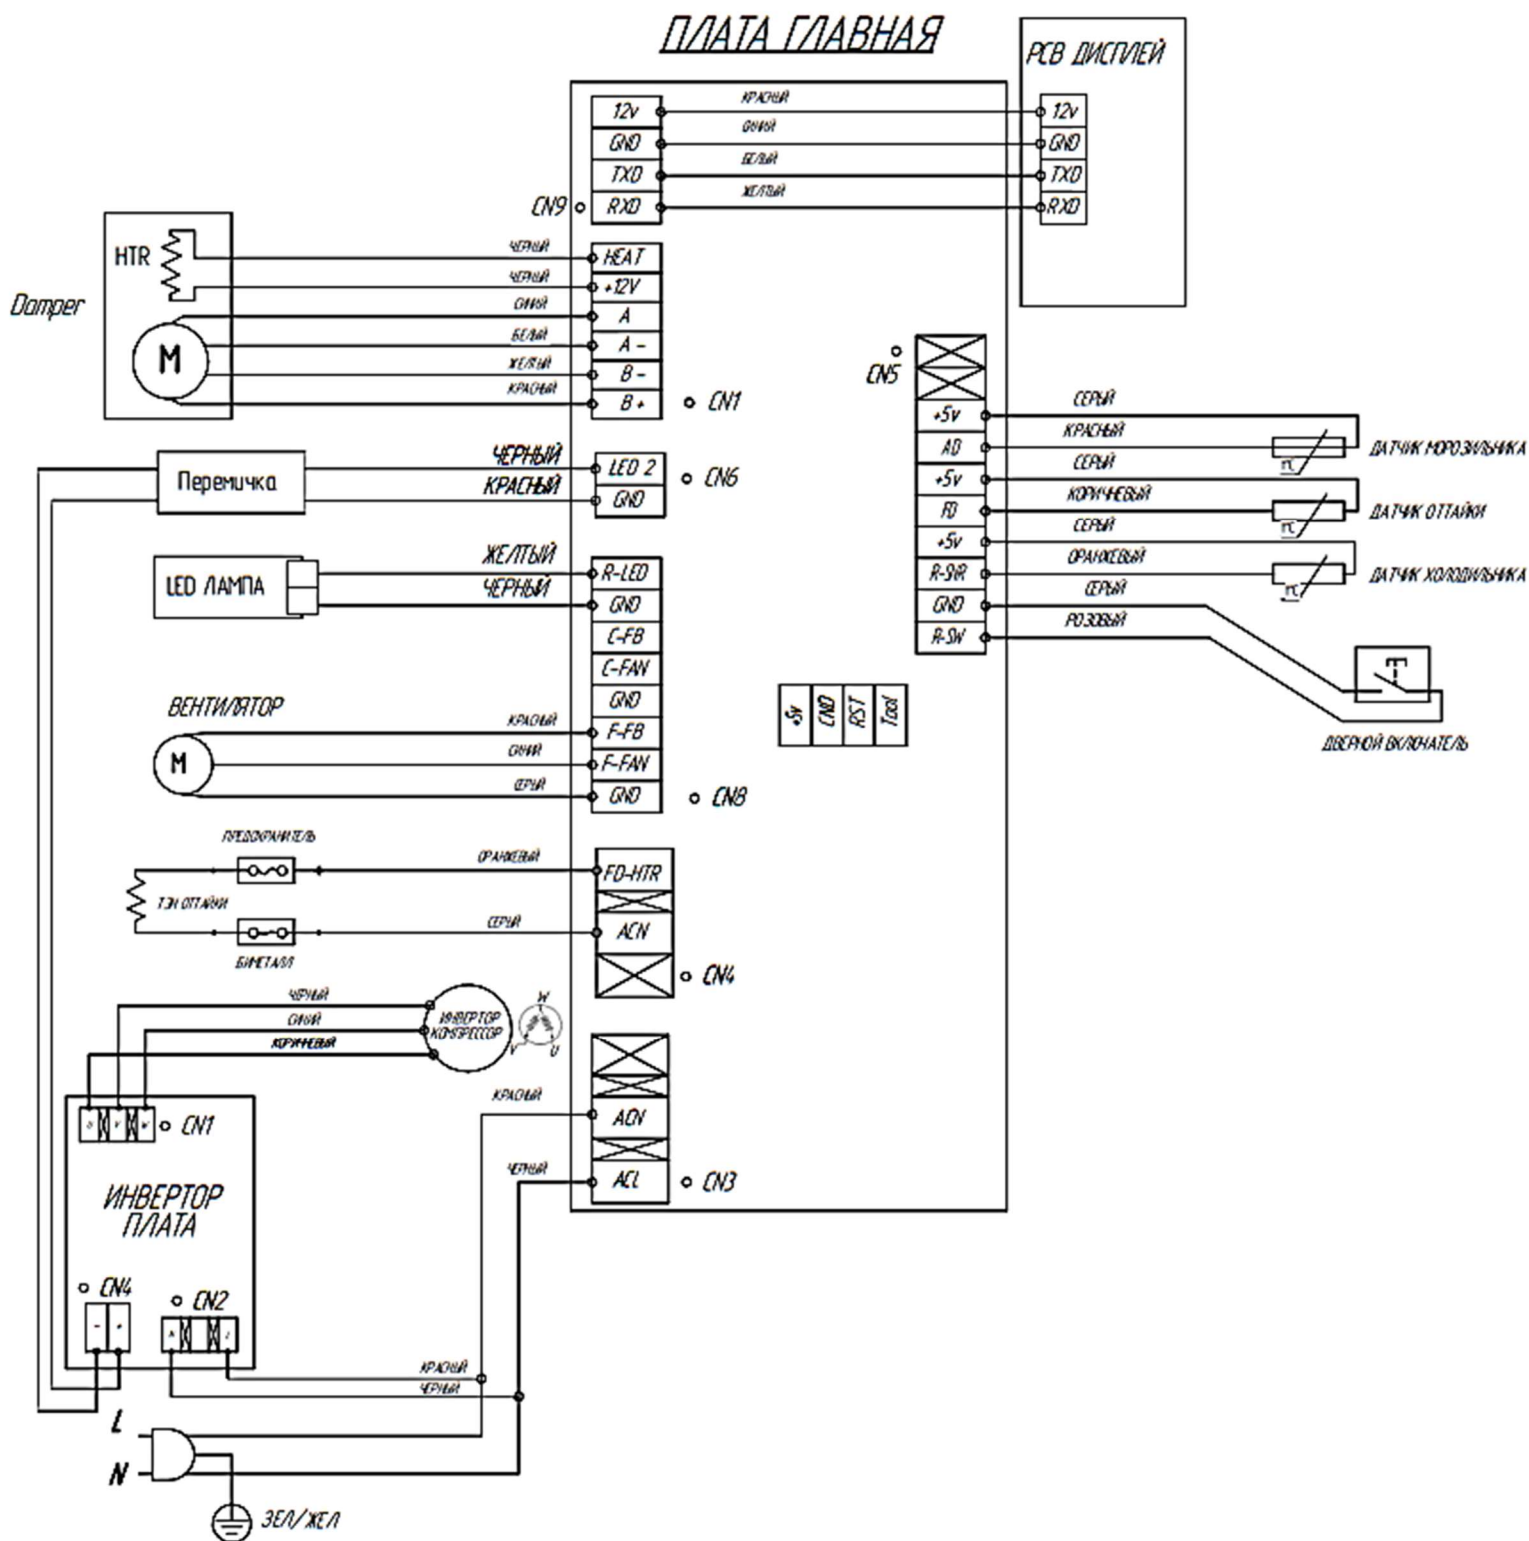 ПЛАТА ГЛАВНАЯ
PCB ДИСПЛЕЙ
12v
GND
TXD
RXD
CN9
КРАСНЫЙ
СИНИЙ
БЕЛЫЙ
ЖЕЛТЫЙ
12v
GND
TXD
RXD
Damper
HTR
M
ЧЕРНЫЙ
ЧЕРНЫЙ
СИНИЙ
БЕЛЫЙ
ЖЕЛТЫЙ
КРАСНЫЙ
HEAT
+12V
A
A -
B -
B +
CN1
Перемичка
ЧЕРНЫЙ
КРАСНЫЙ
LED 2
GND
CN6
LED ЛАМПА
ЖЕЛТЫЙ
ЧЕРНЫЙ
R-LED
GND
C-FB
C-FAN
GND
F-FB
F-FAN
GND
CN8
ВЕНТИЛЯТОР
M
КРАСНЫЙ
СИНИЙ
СЕРЫЙ
CN5
+5v
AD
+5v
FD
+5v
GND
R-SW
СЕРЫЙ
КРАСНЫЙ
СЕРЫЙ
КОРИЧНЕВЫЙ
СЕРЫЙ
ОРАНЖЕВЫЙ
СЕРЫЙ
РОЗОВЫЙ
ДАТЧИК МОРОЗИЛЬНИКА
ДАТЧИК ОТТАЙКИ
ДАТЧИК ХОЛОДИЛЬНИКА
ДВЕРНОЙ ВКЛЮЧАТЕЛЬ
+5v
GND
RST
Tool
ПРЕДОХРАНИТЕЛЬ
ТЭН ОТТАЙКИ
БИМЕТАЛЛ
ОРАНЖЕВЫЙ
СЕРЫЙ
FD-HTR
ACN
CN4
ЧЕРНЫЙ
СИНИЙ
КОРИЧНЕВЫЙ
ИНВЕРТОР
КОМПРЕССОР
W
V
U
КРАСНЫЙ
ЧЕРНЫЙ
ACN
ACL
CN3
U
V
W
CN1
ИНВЕРТОР
ПЛАТА
CN4
- +
CN2
КРАСНЫЙ
ЧЕРНЫЙ
L
N
ЗЕЛ/ЖЕЛ